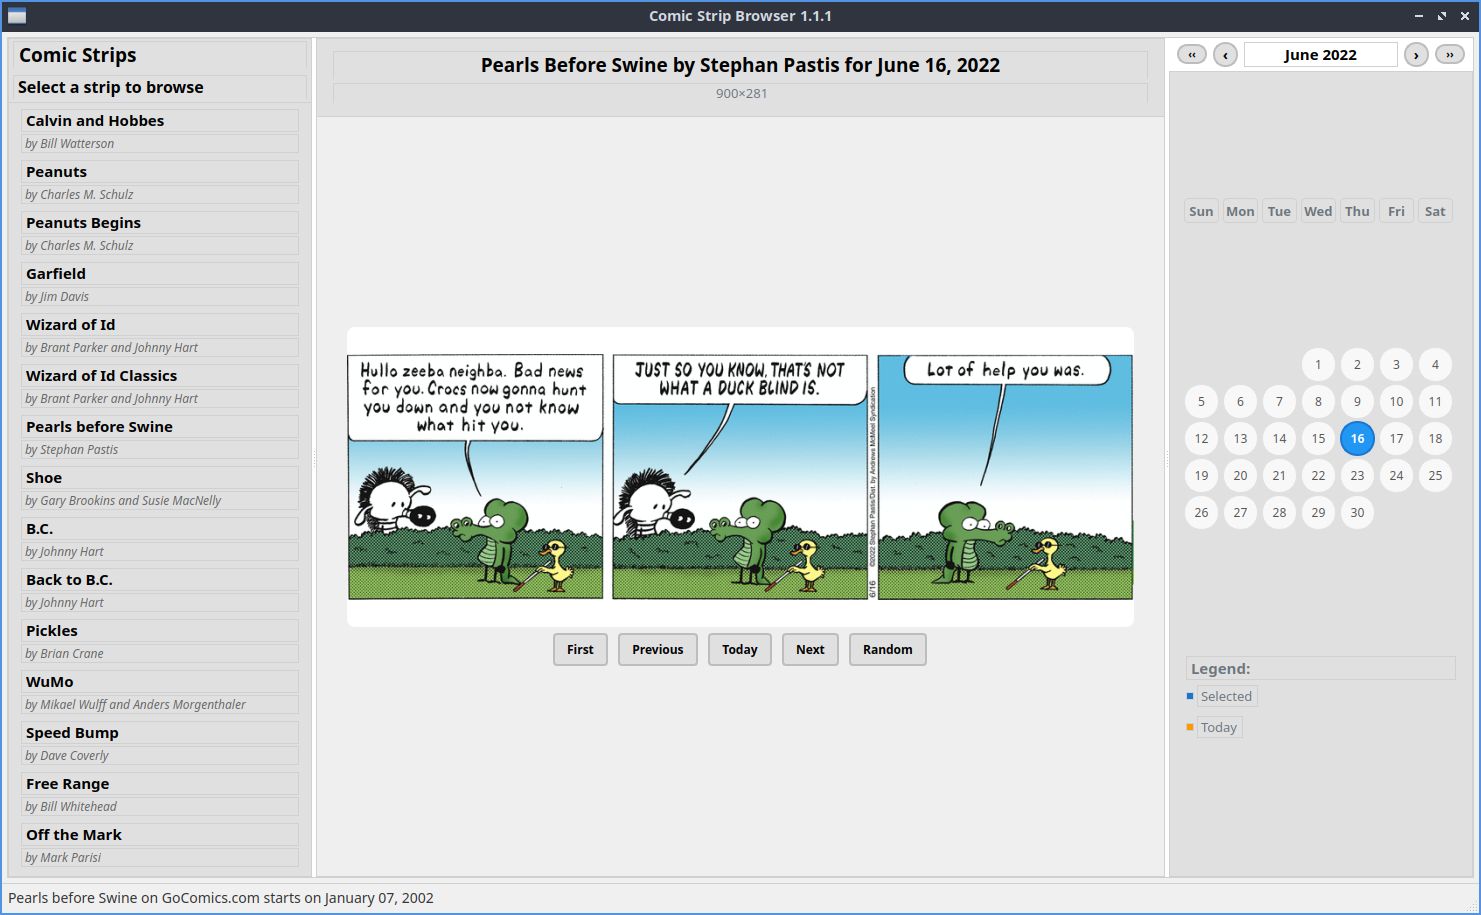 Comic Strip Browser 1.1.1
Comic Strips
Select a strip to browse
Calvin and Hobbes
by Bill Watterson
Peanuts
by Charles M. Schulz
Peanuts Begins
by Charles M. Schulz
Garfield
by Jim Davis
Wizard of Id
by Brant Parker and Johnny Hart
Wizard of Id Classics
by Brant Parker and Johnny Hart
Pearls before Swine
by Stephan Pastis
Shoe
by Gary Brookins and Susie MacNelly
B.C.
by Johnny Hart
Back to B.C.
by Johnny Hart
Pickles
by Brian Crane
WuMo
by Mikael Wulff and Anders Morgenthaler
Speed Bump
by Dave Coverly
Free Range
by Bill Whitehead
Off the Mark
by Mark Parisi
Pearls Before Swine by Stephan Pastis for June 16, 2022
900×281
Hullo zeeba neighba. Bad news
for you. Crocs now gonna hunt
you down and you not know
what hit you.
JUST SO YOU KNOW, THAT'S NOT
WHAT A DUCK BLIND IS.
6/16 ©2022 Stephan Pastis/Dist. by Andrews McMeel Syndication
Lot of help you was.
First Previous Today Next Random
‹‹ ‹ June 2022 › ››
Sun Mon Tue Wed Thu Fri Sat
1 2 3 4
5 6 7 8 9 10 11
12 13 14 15 16 17 18
19 20 21 22 23 24 25
26 27 28 29 30
Legend:
Selected
Today
Pearls before Swine on GoComics.com starts on January 07, 2002